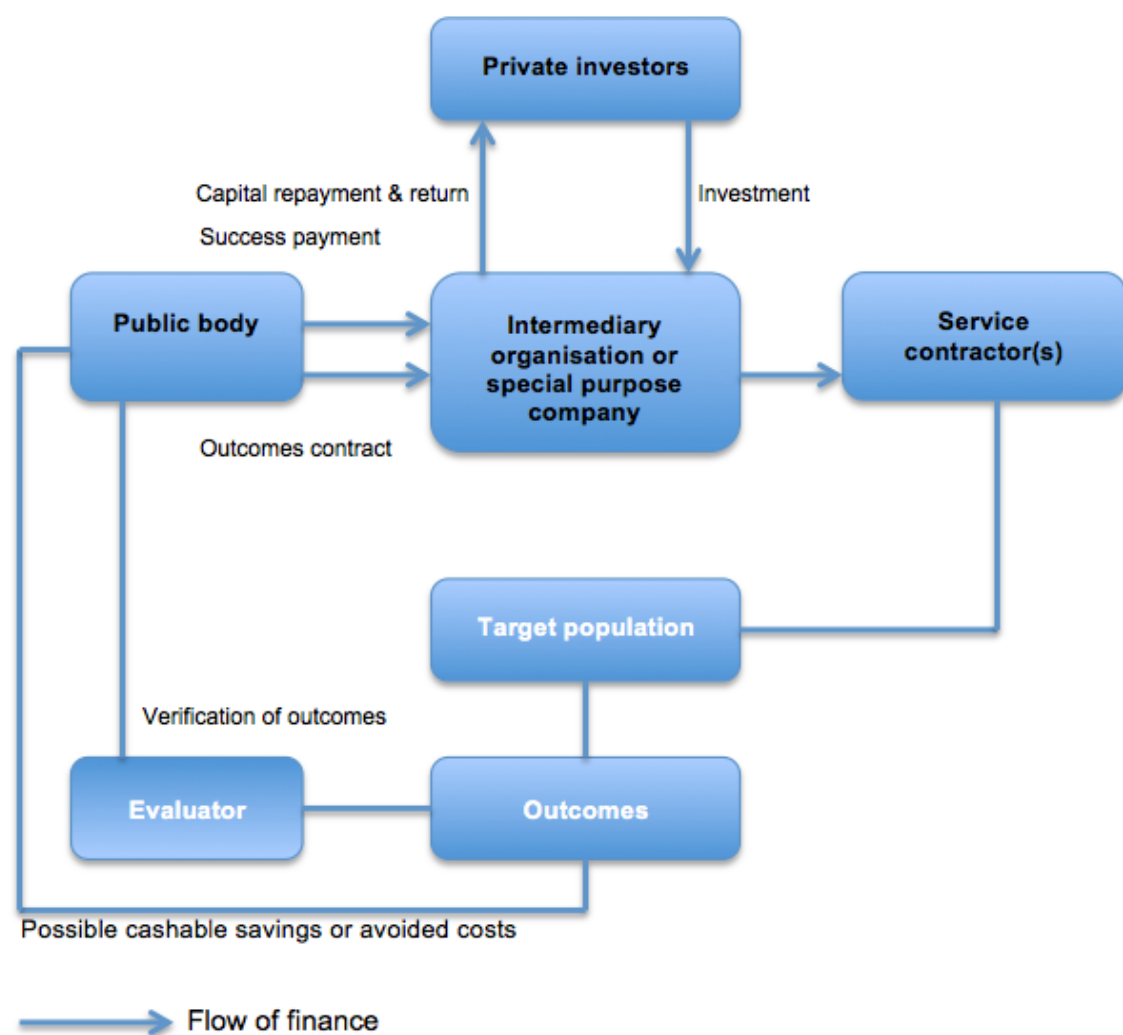 Private investors
Capital repayment & return
Investment
Success payment
Public body
Intermediary
organisation or
special purpose
company
Service
contractor(s)
Outcomes contract
Target population
Verification of outcomes
Evaluator
Outcomes
Possible cashable savings or avoided costs
Flow of finance